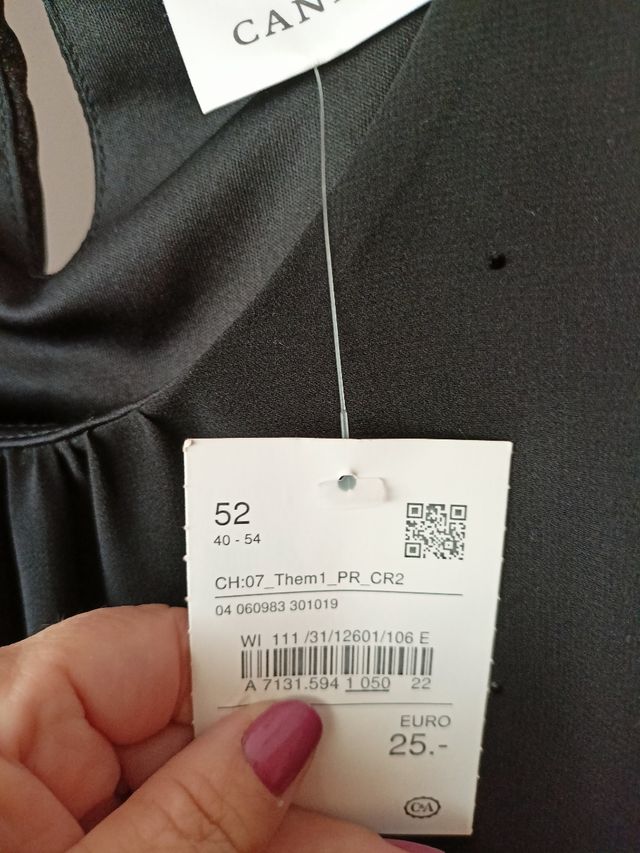 52
40 - 54
CH:07_Them1_PR_CR2
04 060983 301019
WI 111 /31/12601/106 E
A 7131.594 1 050 22
EURO
25.-
C&A